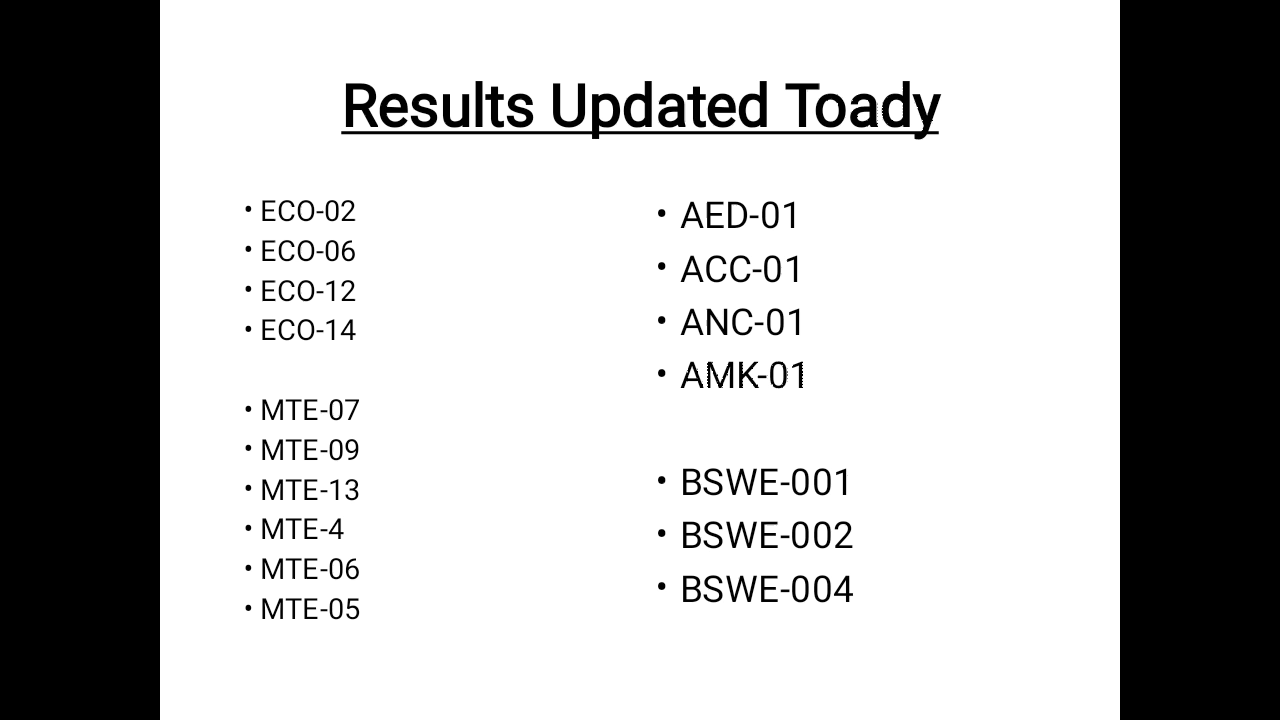 Results Updated Toady
• ECO-02
• ECO-06
• ECO-12
• ECO-14
• MTE-07
• MTE-09
• MTE-13
• MTE-4
• MTE-06
• MTE-05
• AED-01
• ACC-01
• ANC-01
• AMK-01
• BSWE-001
• BSWE-002
• BSWE-004